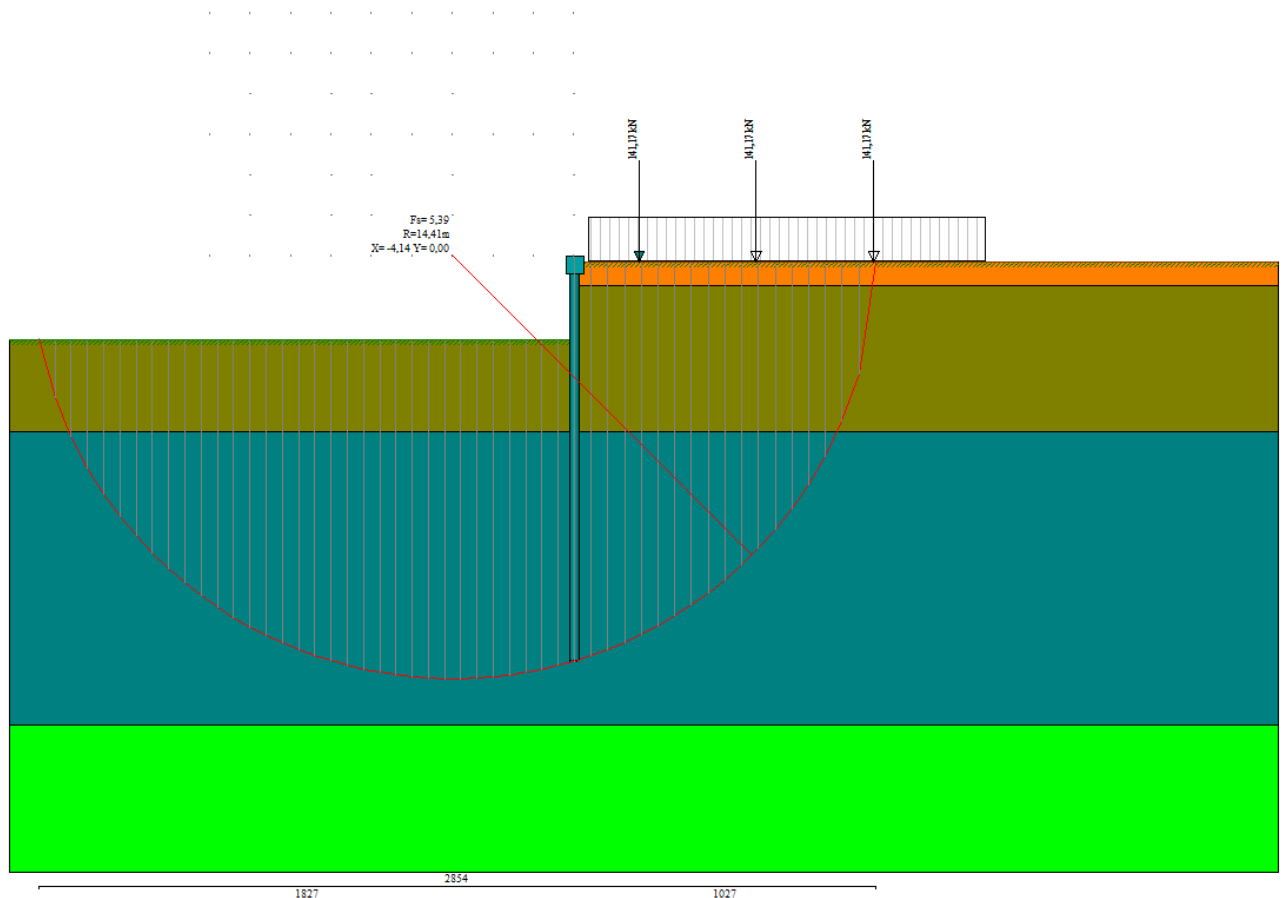 141,17 kN
141,17 kN
141,17 kN
Fs= 5,39
R=14,41m
X= -4,14 Y= 0,00
2854
1827
1027